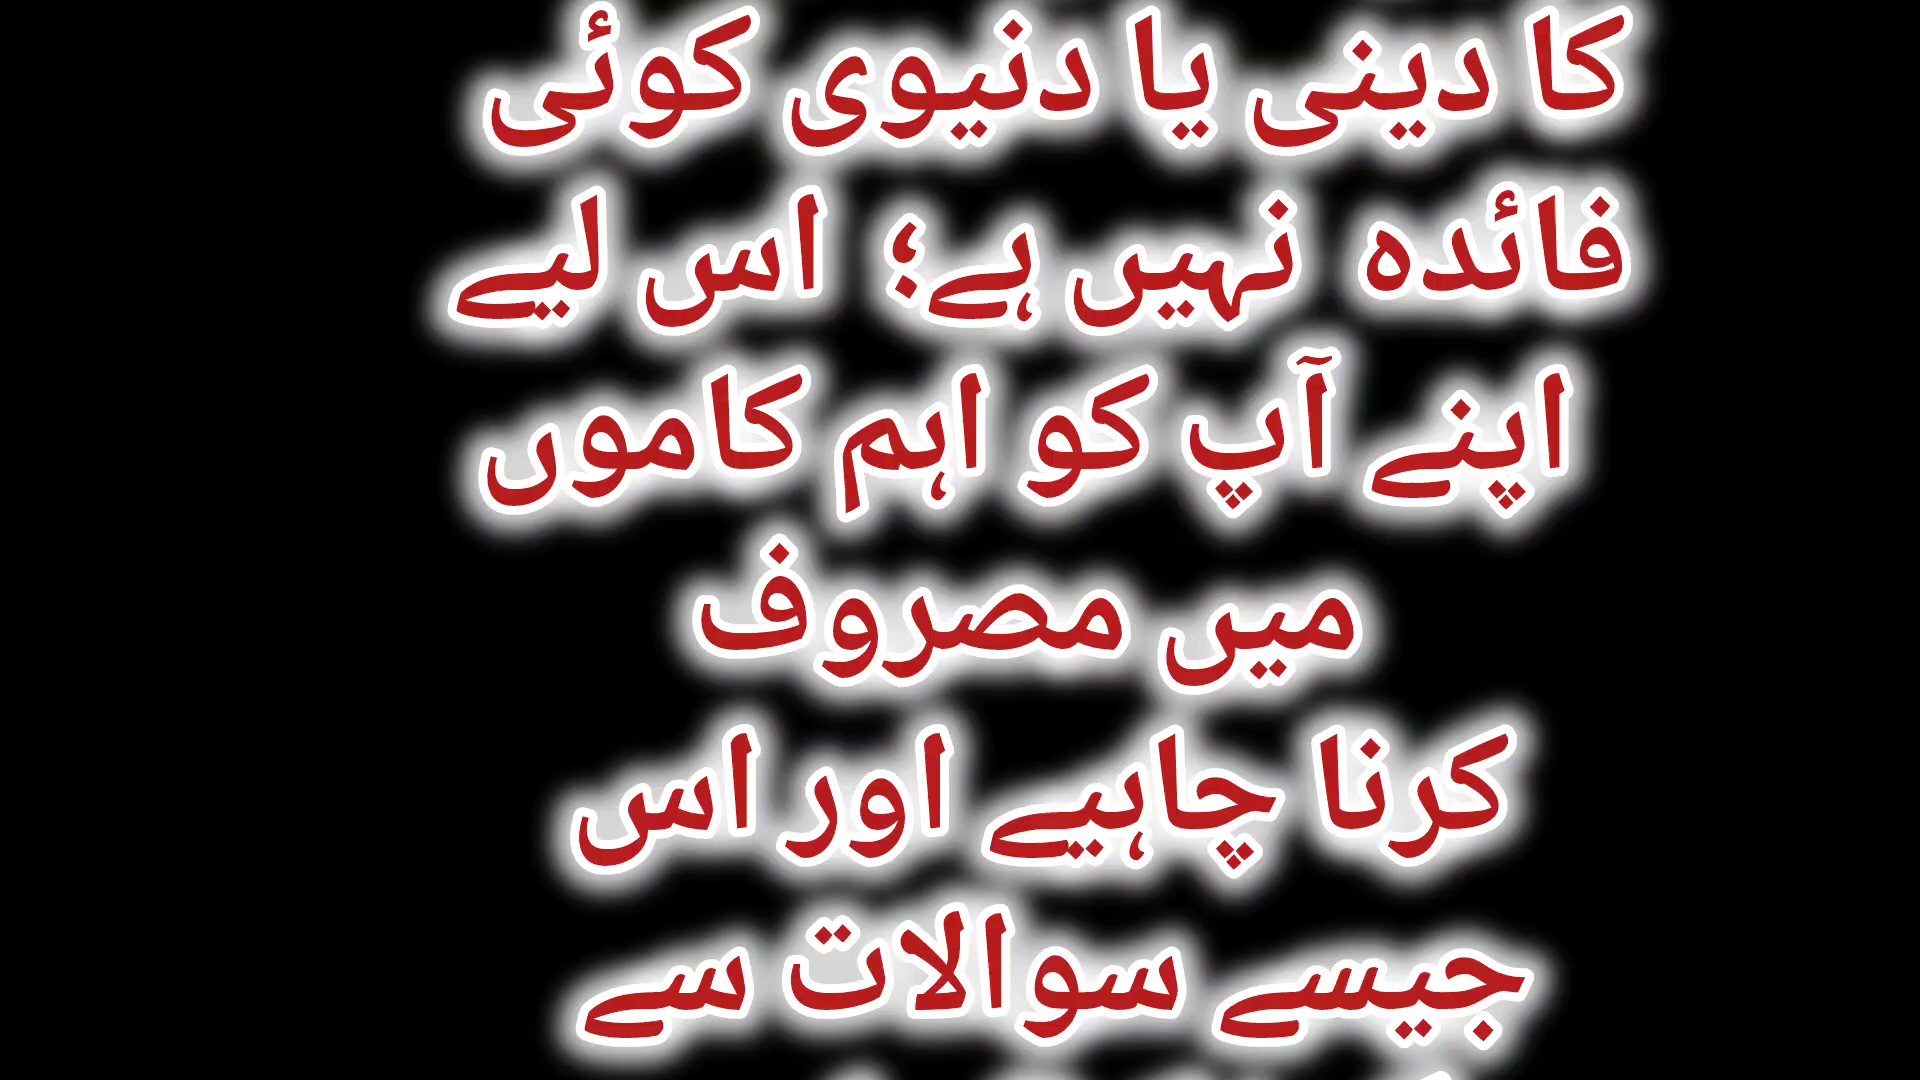 کا دینی یا دنیوی کوئی
فائدہ نہیں ہے؛ اس لیے
اپنے آپ کو اہم کاموں
میں مصروف
کرنا چاہیے اور اس
جیسے سوالات سے